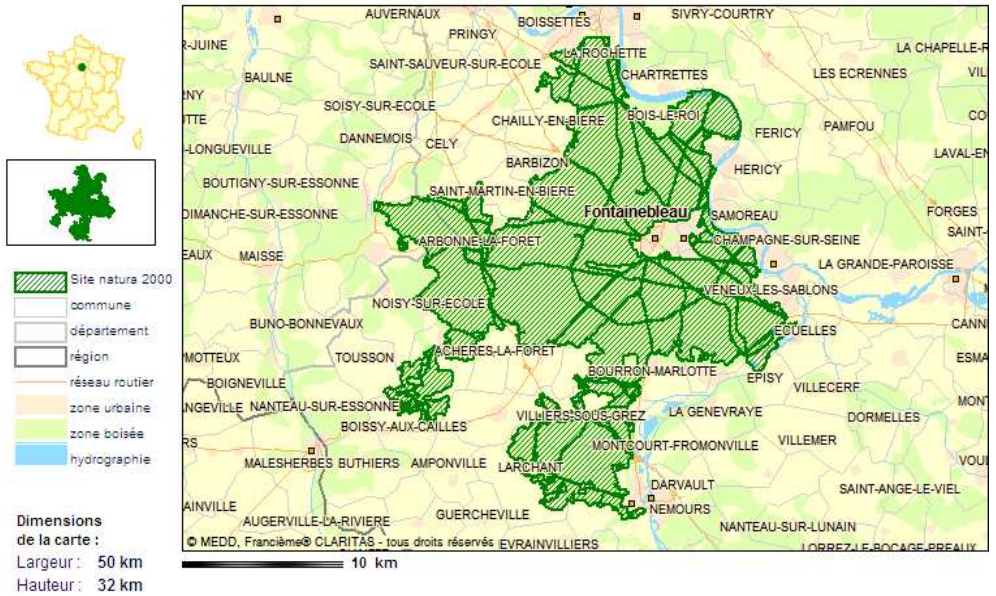 AUVERNAUX
BOISSETTES
SIVRY-COURTRY
PRINGY
R-JUINE
LA ROCHETTE
LA CHAPELLE-R
SAINT-SAUVEUR-SUR-ECOLE
BAULNE
CHARTRETTES
LES ECRENNES
VIL
RNY
SOISY-SUR-ECOLE
CHAILLY-EN-BIERE
BOIS-LE-ROI
CO
UTTE
DANNEMOIS
CELY
FERICY
PAMFOU
-LONGUEVILLE
BARBIZON
HERICY
LAVAL-EN
BOUTIGNY-SUR-ESSONNE
SAINT-MARTIN-EN-BIERE
DIMANCHE-SUR-ESSONNE
Fontainebleau
SAMOREAU
FORGES
SAINT-
ARBONNE-LA-FORET
CHAMPAGNE-SUR-SEINE
EAUX
MAISSE
LA GRANDE-PAROISSE
Site natura 2000
VENEUX-LES-SABLONS
commune
NOISY-SUR-ECOLE
BUNO-BONNEVAUX
ECUELLES
CANN
département
région
PMOTTEUX
TOUSSON
ACHERES-LA-FORET
ESMA
BOURRON-MARLOTTE
EPISY
VILLECERF
réseau routier
BOIGNEVILLE
MONT
zone urbaine
ANGEVILLE
NANTEAU-SUR-ESSONNE
VILLIERS-SOUS-GREZ
LA GENEVRAYE
DORMELLES
BOISSY-AUX-CAILLES
zone boisée
RS
MONTCOURT-FROMONVILLE
VILLEMER
hydrographie
MALESHERBES
BUTHIERS
AMPONVILLE
LARCHANT
VOU
DARVAULT
SAINT-ANGE-LE-VIEL
AINVILLE
GUERCHEVILLE
NEMOURS
AUGERVILLE-LA-RIVIERE
NANTEAU-SUR-LUNAIN
© MEDD, Francième® CLARITAS - tous droits réservés
EVRAINVILLIERS
LORREZ-LE-BOCAGE-PREAUX
Dimensions
de la carte :
Largeur : 50 km
10 km
Hauteur : 32 km